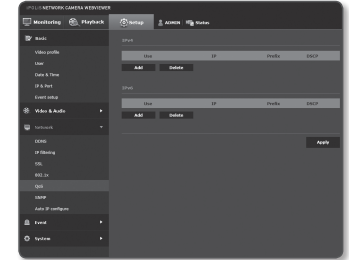 iPOLIS NETWORK CAMERA WEBVIEWER
Monitoring Playback Setup ADMIN Status
Basic
Video profile
User
Date & Time
IP & Port
Event setup
Video & Audio
Network
DDNS
IP filtering
SSL
802.1x
QoS
SNMP
Auto IP configure
Event
System
IPv4
Use IP Prefix DSCP
Add Delete
IPv6
Use IP Prefix DSCP
Add Delete
Apply